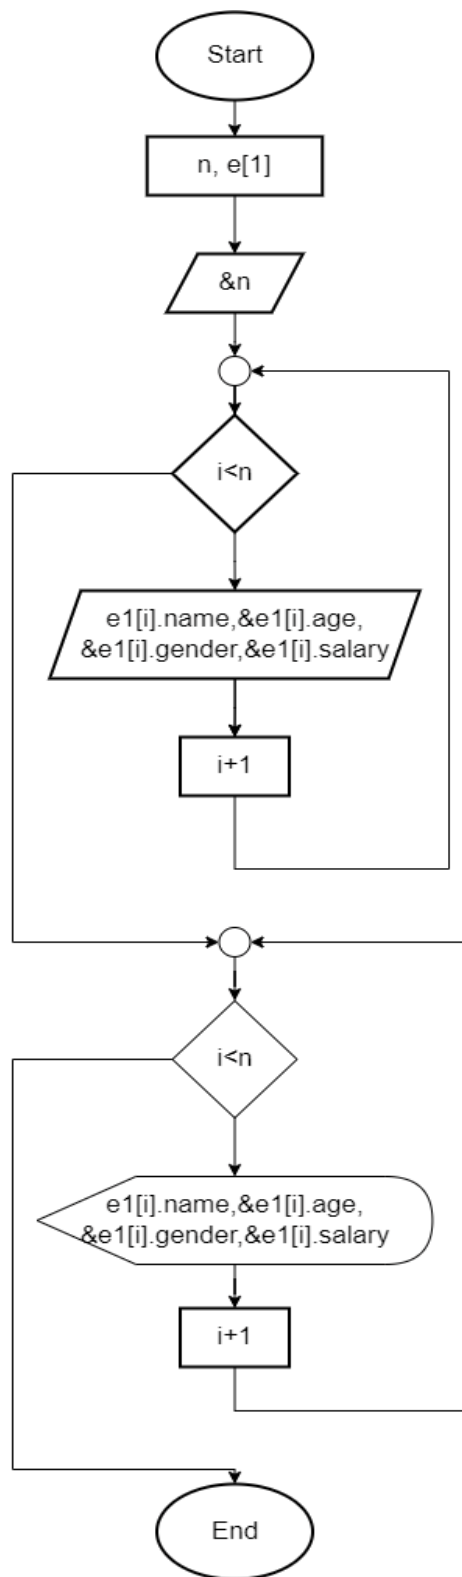 Start
n, e[1]
&n
i<n
e1[i].name,&e1[i].age,
&e1[i].gender,&e1[i].salary
i+1
i<n
e1[i].name,&e1[i].age,
&e1[i].gender,&e1[i].salary
i+1
End